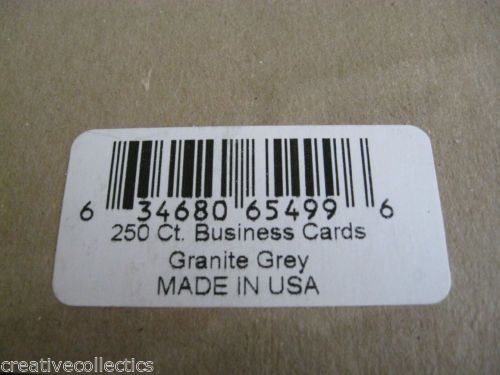 6 34680 65499 6
250 Ct. Business Cards
Granite Grey
MADE IN USA
creativecollectics